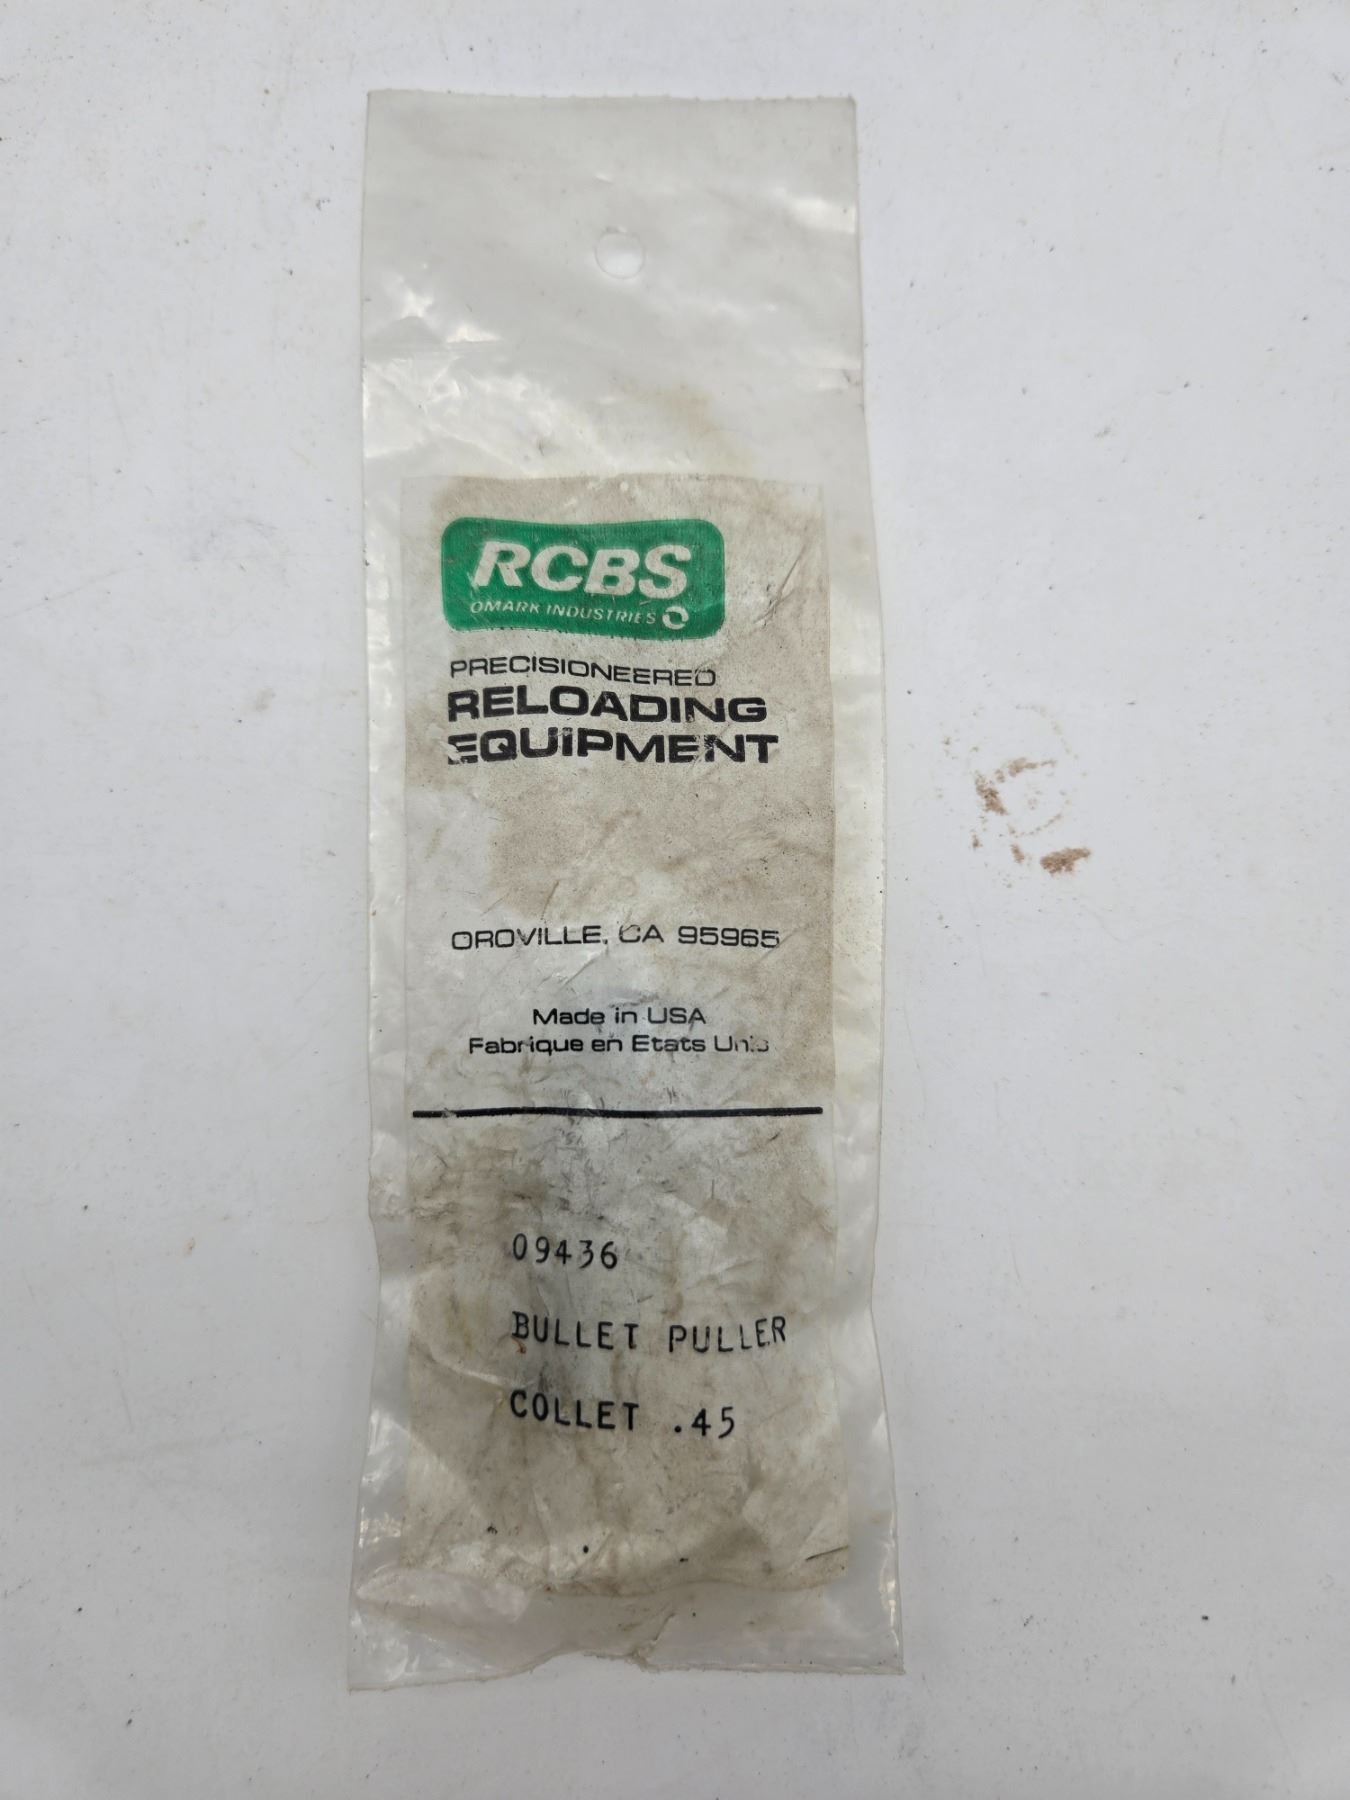 RCBS
OMARK INDUSTRIES
PRECISIONEERED
RELOADING
EQUIPMENT
OROVILLE, CA 95965
Made in USA
Fabrique en Etats Unis
09436
BULLET PULLER
COLLET .45